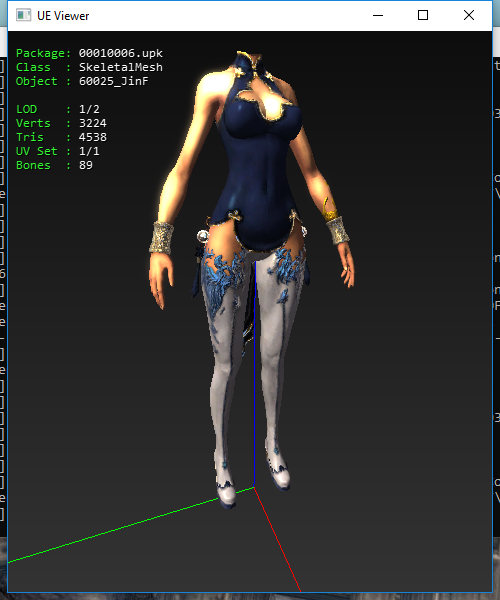 UE Viewer
Package: 00010006.upk
Class  : SkeletalMesh
Object : 60025_JinF
LOD    : 1/2
Verts  : 3224
Tris   : 4538
UV Set : 1/1
Bones  : 89